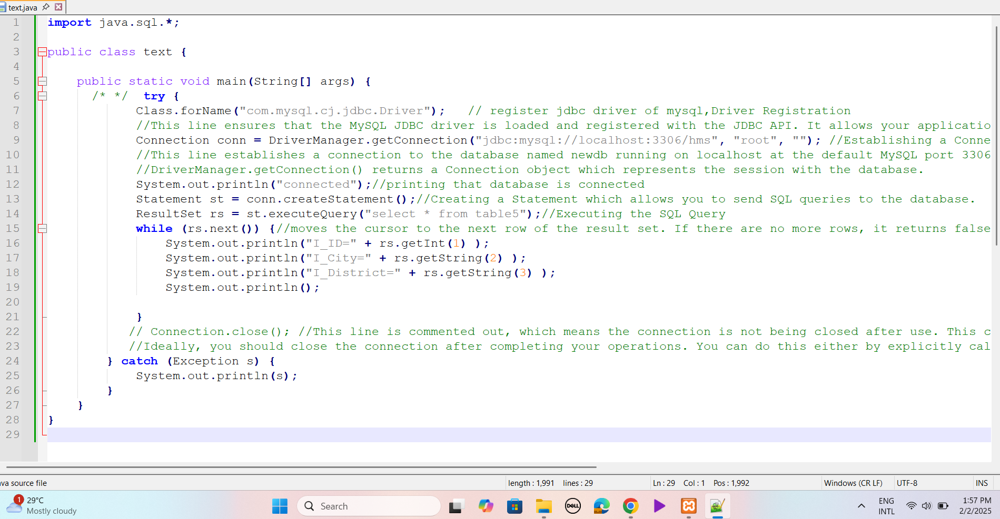 text.java
1 import java.sql.*;
2
3 public class text {
4
5 public static void main(String[] args) {
6 /* */ try {
7 Class.forName("com.mysql.cj.jdbc.Driver"); // register jdbc driver of mysql,Driver Registration
8 //This line ensures that the MySQL JDBC driver is loaded and registered with the JDBC API. It allows your applicatio
9 Connection conn = DriverManager.getConnection("jdbc:mysql://localhost:3306/hms", "root", ""); //Establishing a Conne
10 //This line establishes a connection to the database named newdb running on localhost at the default MySQL port 3306
11 //DriverManager.getConnection() returns a Connection object which represents the session with the database.
12 System.out.println("connected");//printing that database is connected
13 Statement st = conn.createStatement();//Creating a Statement which allows you to send SQL queries to the database.
14 ResultSet rs = st.executeQuery("select * from table5");//Executing the SQL Query
15 while (rs.next()) {//moves the cursor to the next row of the result set. If there are no more rows, it returns false
16 System.out.println("I_ID=" + rs.getInt(1) );
17 System.out.println("I_City=" + rs.getString(2) );
18 System.out.println("I_District=" + rs.getString(3) );
19 System.out.println();
20
21 }
22 // Connection.close(); //This line is commented out, which means the connection is not being closed after use. This c
23 //Ideally, you should close the connection after completing your operations. You can do this either by explicitly cal
24 } catch (Exception s) {
25 System.out.println(s);
26 }
27 }
28 }
29
ava source file length : 1,991 lines : 29 Ln : 29 Col : 1 Pos : 1,992 Windows (CR LF) UTF-8 INS
1 29°C
Mostly cloudy
Search
DELL
ENG
INTL
1:57 PM
2/2/2025